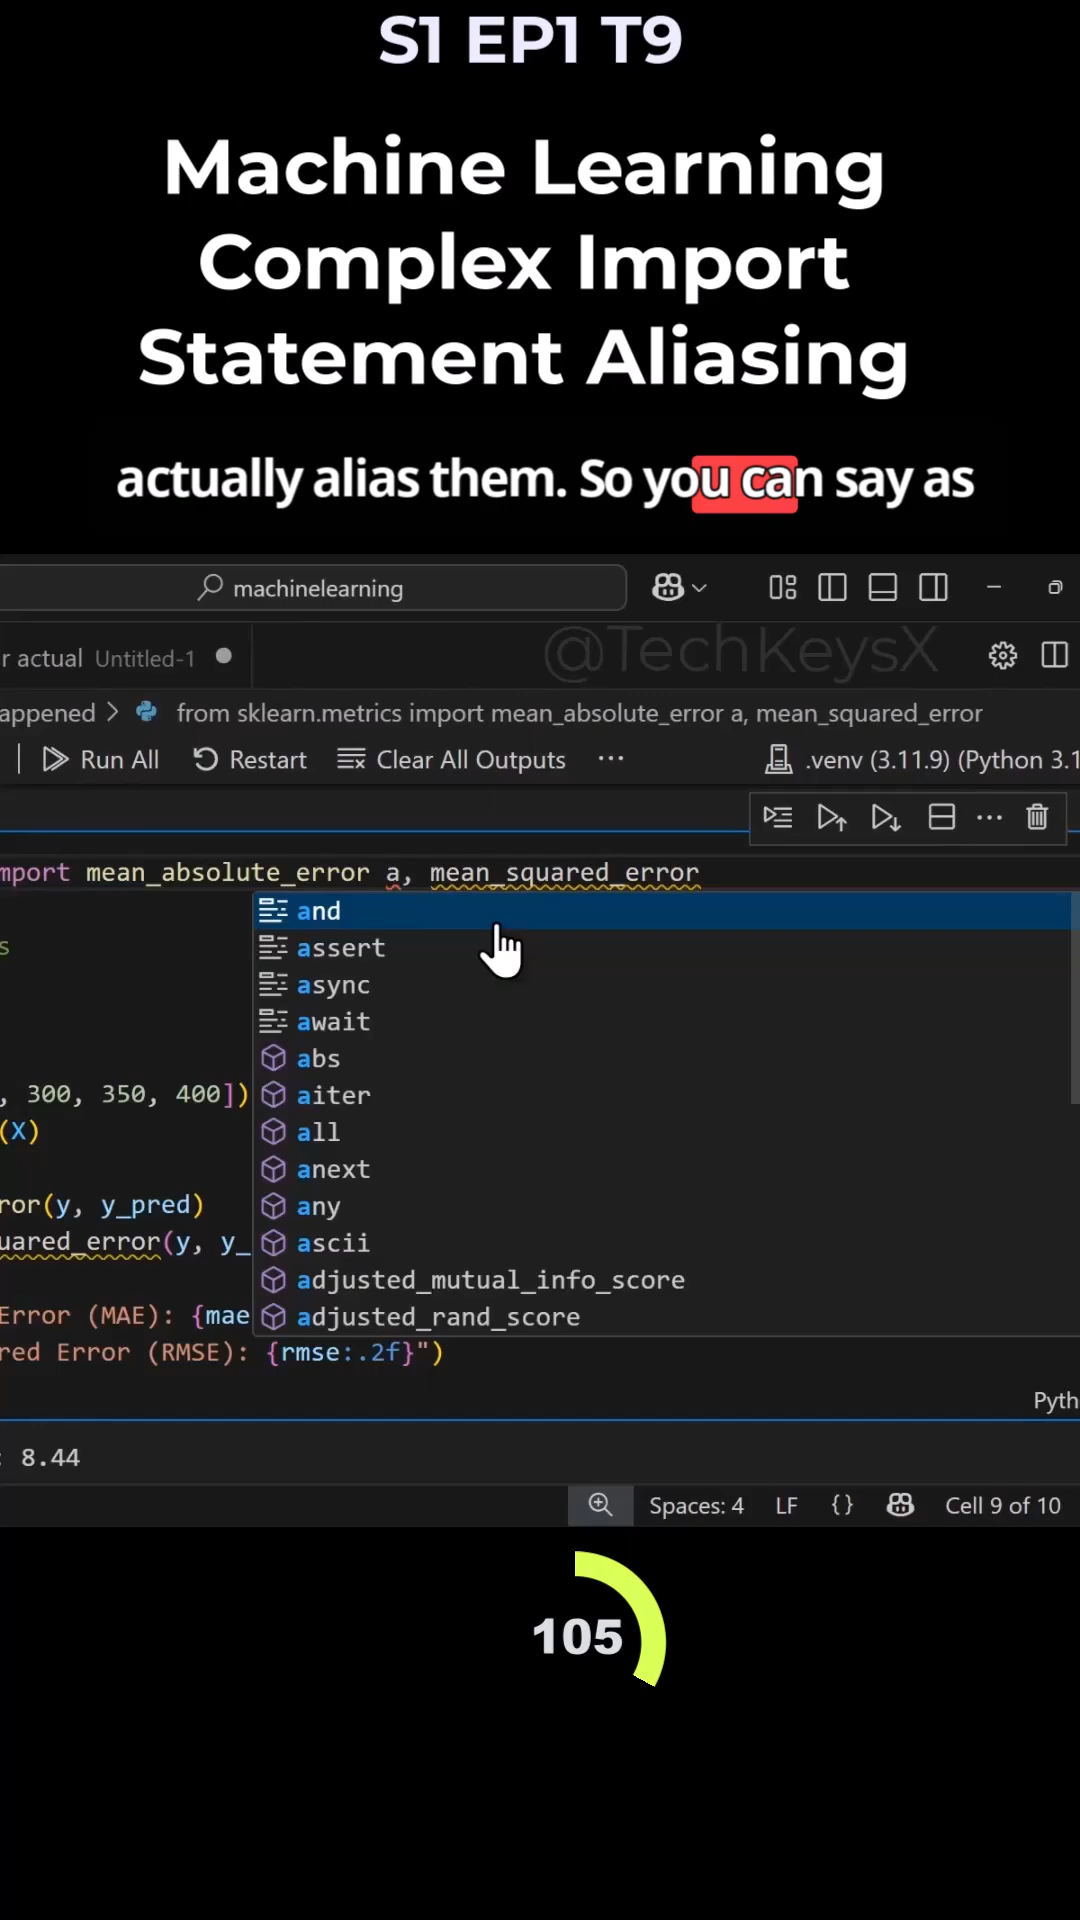 S1 EP1 T9
Machine Learning
Complex Import
Statement Aliasing
actually alias them. So you can say as
machinelearning
r actual Untitled-1
@TechKeysX
appened > from sklearn.metrics import mean_absolute_error a, mean_squared_error
Run All Restart Clear All Outputs ... .venv (3.11.9) (Python 3.1
mport mean_absolute_error a, mean_squared_error
and
s
assert
async
await
abs
, 300, 350, 400])
aiter
(X)
all
anext
ror(y, y_pred)
any
uared_error(y, y_
ascii
adjusted_mutual_info_score
Error (MAE): {mae
adjusted_rand_score
red Error (RMSE): {rmse:.2f}")
Pyth
: 8.44
Spaces: 4 LF {} Cell 9 of 10
105